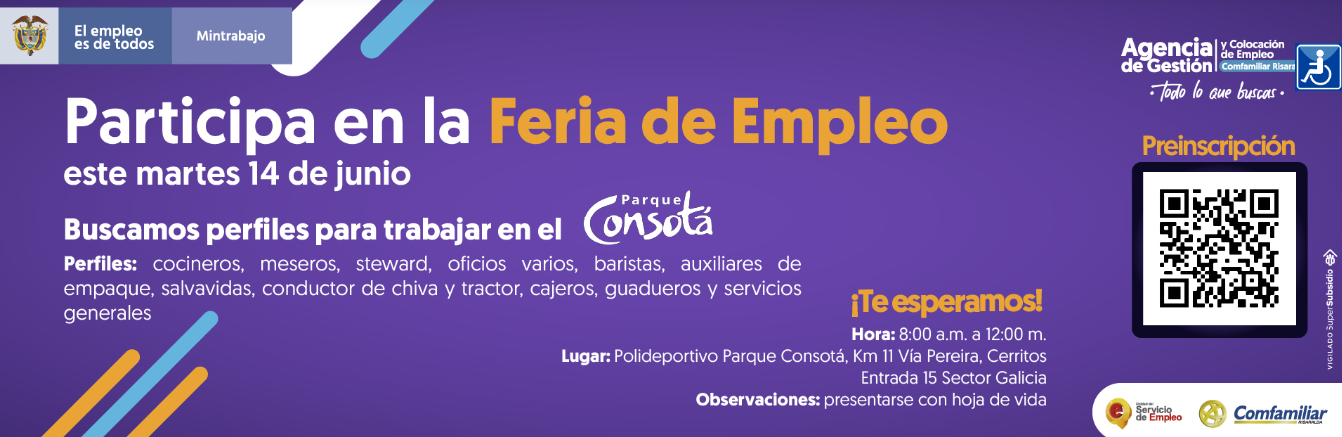 El empleo
es de todos
Mintrabajo
Agencia
de Gestión
y Colocación
de Empleo
Comfamiliar Risara
· Todo lo que buscas ·
Participa en la Feria de Empleo
este martes 14 de junio
Buscamos perfiles para trabajar en el
Parque
Consotá
Perfiles: cocineros, meseros, steward, oficios varios, baristas, auxiliares de
empaque, salvavidas, conductor de chiva y tractor, cajeros, guadueros y servicios
generales
¡Te esperamos!
Hora: 8:00 a.m. a 12:00 m.
Lugar: Polideportivo Parque Consotá, Km 11 Vía Pereira, Cerritos
Entrada 15 Sector Galicia
Observaciones: presentarse con hoja de vida
Preinscripción
VIGILADO SuperSubsidio
Servicio
de Empleo
Comfamiliar
RISARALDA